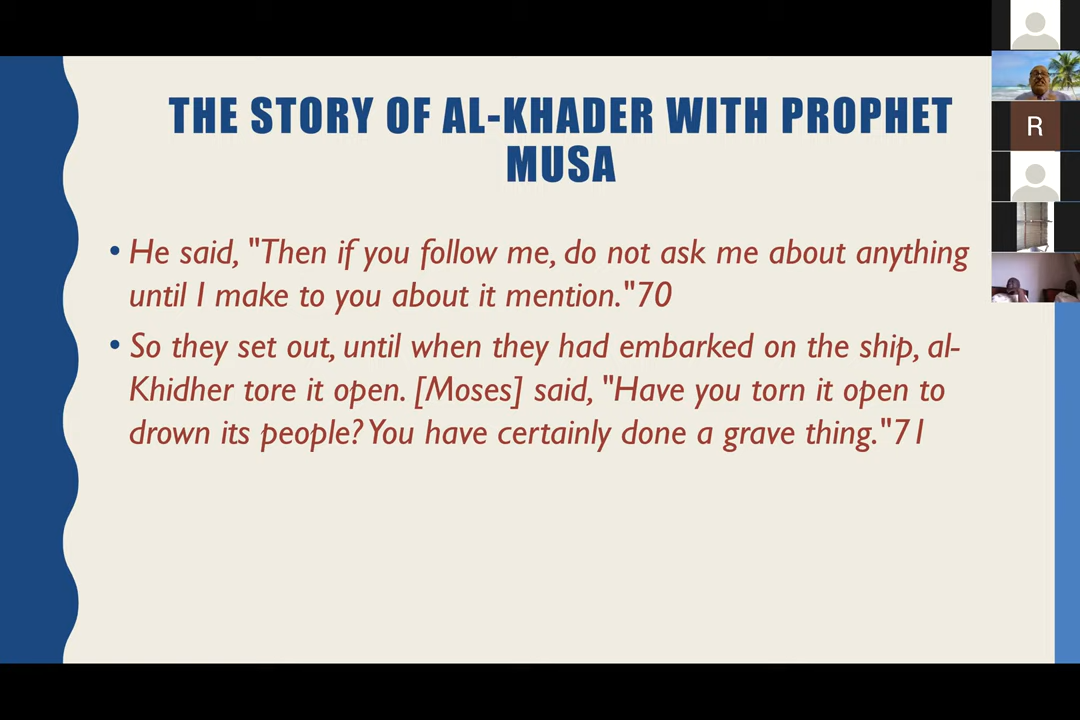 THE STORY OF AL-KHADER WITH PROPHET
MUSA
• He said, "Then if you follow me, do not ask me about anything
until I make to you about it mention."70
• So they set out, until when they had embarked on the ship, al-
Khidher tore it open. [Moses] said, "Have you torn it open to
drown its people? You have certainly done a grave thing."71
R